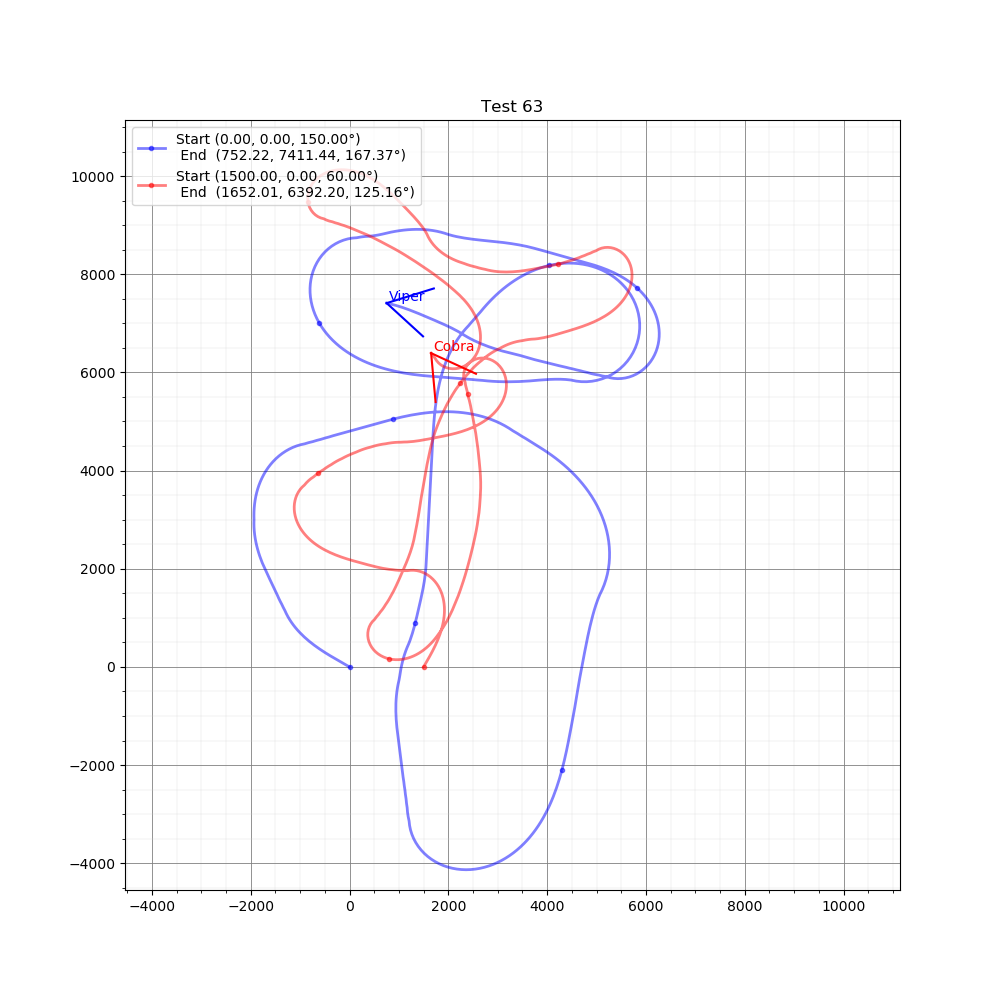 Test 63
Start (0.00, 0.00, 150.00°)
End (752.22, 7411.44, 167.37°)
Start (1500.00, 0.00, 60.00°)
End (1652.01, 6392.20, 125.16°)
10000
8000
6000
4000
2000
0
−2000
−4000
Viper
Cobra
−4000 −2000 0 2000 4000 6000 8000 10000